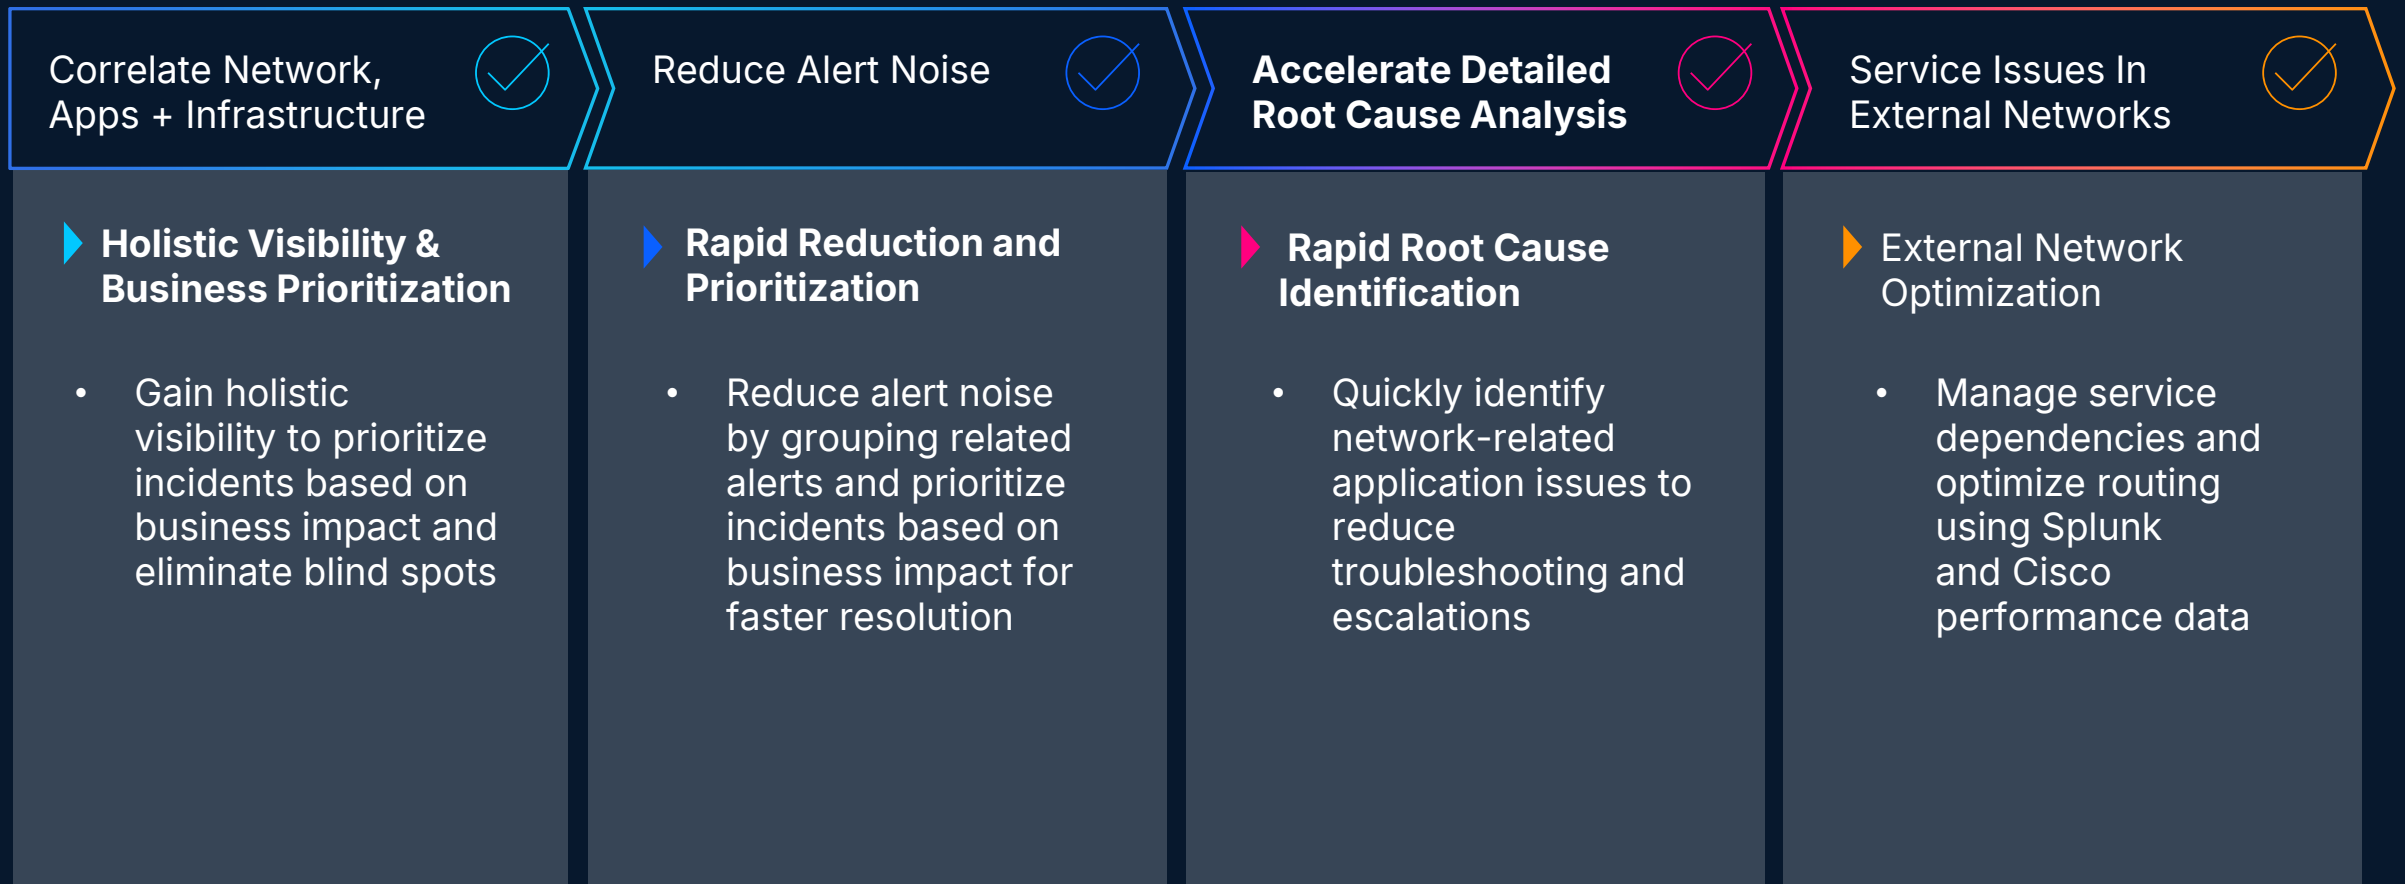 Correlate Network,
Apps + Infrastructure
Reduce Alert Noise
Accelerate Detailed
Root Cause Analysis
Service Issues In
External Networks
Holistic Visibility &
Business Prioritization
• Gain holistic
visibility to prioritize
incidents based on
business impact and
eliminate blind spots
Rapid Reduction and
Prioritization
• Reduce alert noise
by grouping related
alerts and prioritize
incidents based on
business impact for
faster resolution
Rapid Root Cause
Identification
• Quickly identify
network-related
application issues to
reduce
troubleshooting and
escalations
External Network
Optimization
• Manage service
dependencies and
optimize routing
using Splunk
and Cisco
performance data